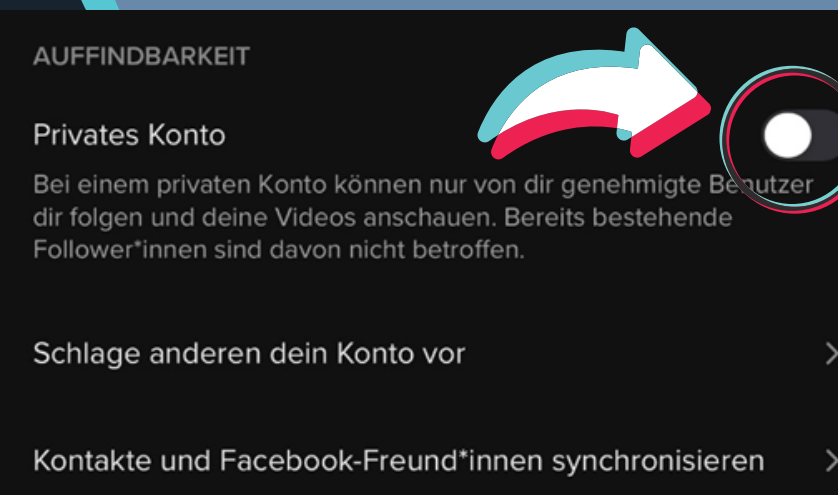 AUFFINDBARKEIT
Privates Konto
Bei einem privaten Konto können nur von dir genehmigte Benutzer
dir folgen und deine Videos anschauen. Bereits bestehende
Follower*innen sind davon nicht betroffen.
Schlage anderen dein Konto vor
Kontakte und Facebook-Freund*innen synchronisieren